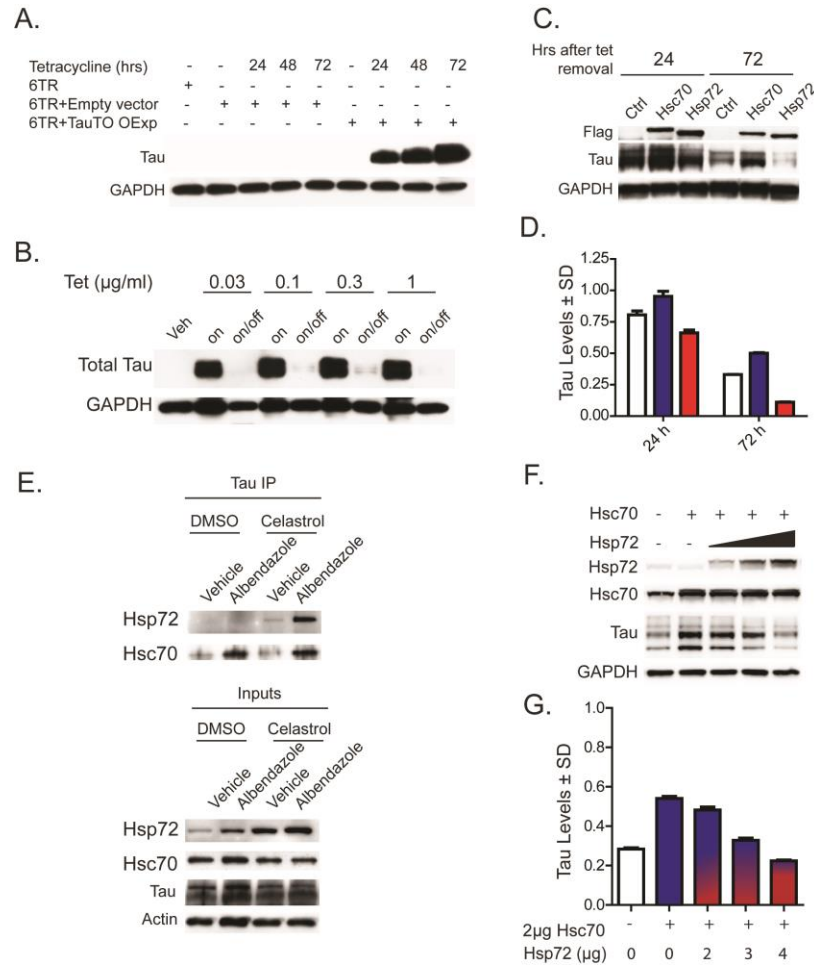 A.
Tetracycline (hrs) - - 24 48 72 - 24 48 72
6TR + - - - - - - - -
6TR+Empty vector - + + + + - - - -
6TR+TauTO OExp - - - - - + + + +
Tau
GAPDH
B.
Tet (µg/ml) 0.03 0.1 0.3 1
Veh on on/off on on/off on on/off on on/off
Total Tau
GAPDH
C.
Hrs after tet
removal
24 72
Ctrl Hsc70 Hsp72 Ctrl Hsc70 Hsp72
Flag
Tau
GAPDH
D.
Tau Levels ± SD
1.25
1.00
0.75
0.50
0.25
0.00
24 h 72 h
E.
Tau IP
DMSO Celastrol
Vehicle Albendazole Vehicle Albendazole
Hsp72
Hsc70
Inputs
DMSO Celastrol
Vehicle Albendazole Vehicle Albendazole
Hsp72
Hsc70
Tau
Actin
F.
Hsc70 - + + + +
Hsp72 - -
Hsp72
Hsc70
Tau
GAPDH
G.
Tau Levels ± SD
1.0
0.8
0.6
0.4
0.2
0.0
2µg Hsc70 - + + + +
Hsp72 (µg) 0 0 2 3 4